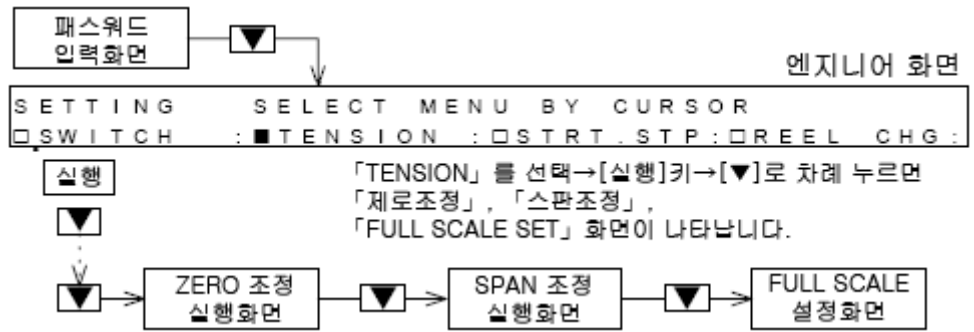 패스워드
입력화면
▼
엔지니어 화면
SETTING SELECT MENU BY CURSOR
□SWITCH :■TENSION :□STRT.STP:□REEL CHG:
실행
▼
「TENSION」를 선택→[실행]키→[▼]로 차례 누르면
「제로조정」, 「스판조정」,
「FULL SCALE SET」 화면이 나타납니다.
▼
ZERO 조정
실행화면
▼
SPAN 조정
실행화면
▼
FULL SCALE
설정화면